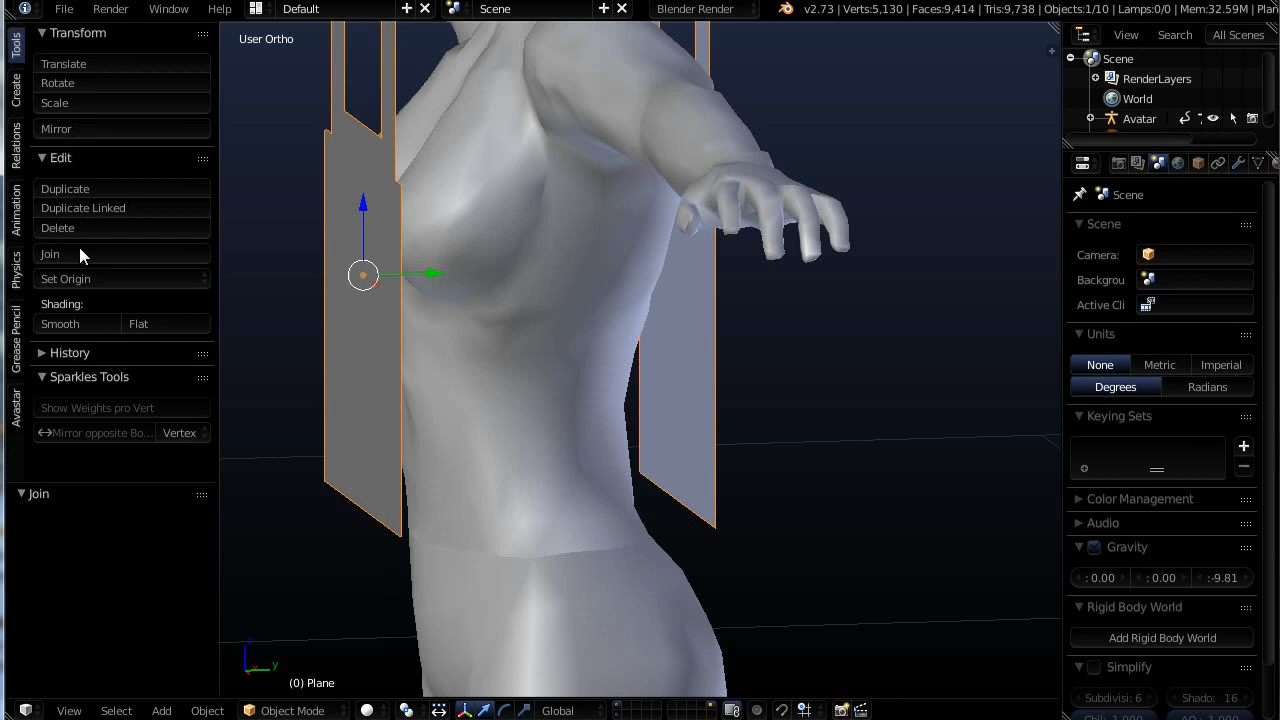 File Render Window Help Default Scene Blender Render v2.73 | Verts:5,130 | Faces:9,414 | Tris:9,738 | Objects:1/10 | Lamps:0/0 | Mem:32.59M | Plan
Tools
Create
Relations
Animation
Physics
Grease Pencil
Avastar
Transform
Translate
Rotate
Scale
Mirror
Edit
Duplicate
Duplicate Linked
Delete
Join
Set Origin
Shading:
Smooth Flat
History
Sparkles Tools
Show Weights pro Vert
Mirror opposite Bo... Vertex
Join
User Ortho
z
x y
(0) Plane
View Select Add Object Object Mode Global
View Search All Scenes
Scene
RenderLayers
World
Avatar
Scene
Scene
Camera:
Backgrou
Active Cli
Units
None Metric Imperial
Degrees Radians
Keying Sets
Color Management
Audio
Gravity
: 0.00 : 0.00 :-9.81
Rigid Body World
Add Rigid Body World
Simplify
Subdivisi: 6 Shado: 16